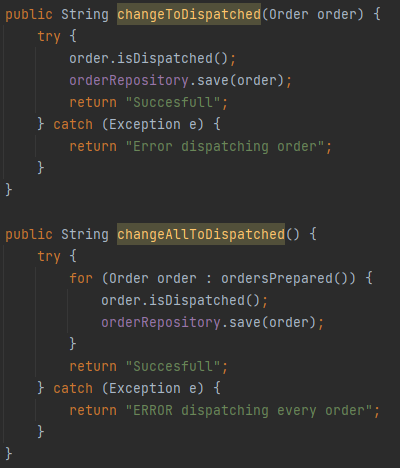 public String changeToDispatched(Order order) {
    try {
        order.isDispatched();
        orderRepository.save(order);
        return "Succesfull";
    } catch (Exception e) {
        return "Error dispatching order";
    }
}

public String changeAllToDispatched() {
    try {
        for (Order order : ordersPrepared()) {
            order.isDispatched();
            orderRepository.save(order);
        }
        return "Succesfull";
    } catch (Exception e) {
        return "ERROR dispatching every order";
    }
}